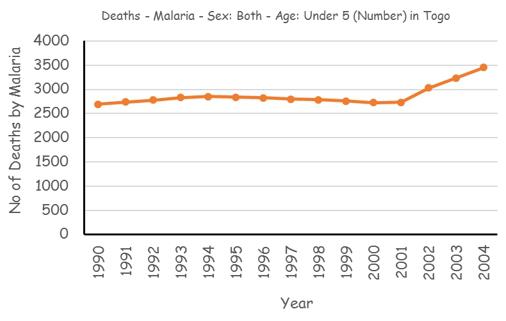 Deaths - Malaria - Sex: Both - Age: Under 5 (Number) in Togo
No of Deaths by Malaria
4000
3500
3000
2500
2000
1500
1000
500
0
1990 1991 1992 1993 1994 1995 1996 1997 1998 1999 2000 2001 2002 2003 2004
Year